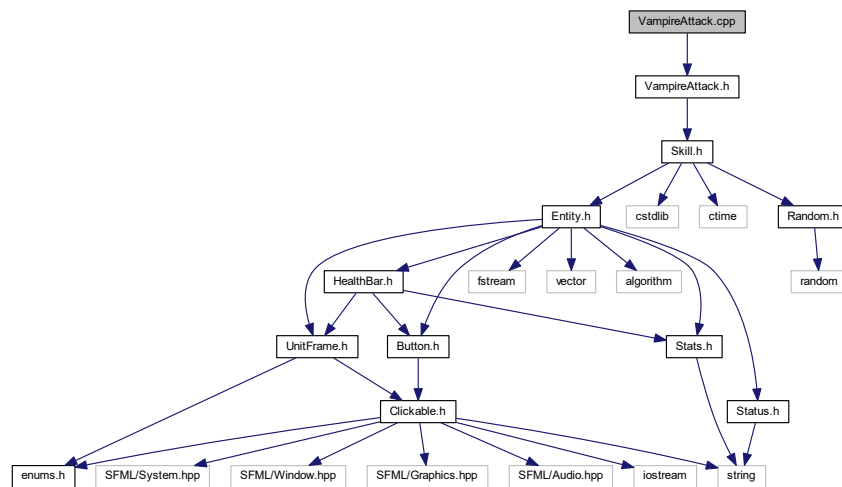 VampireAttack.cpp
VampireAttack.h
Skill.h
Entity.h
cstdlib
ctime
Random.h
HealthBar.h
fstream
vector
algorithm
random
UnitFrame.h
Button.h
Stats.h
Clickable.h
Status.h
enums.h
SFML/System.hpp
SFML/Window.hpp
SFML/Graphics.hpp
SFML/Audio.hpp
iostream
string